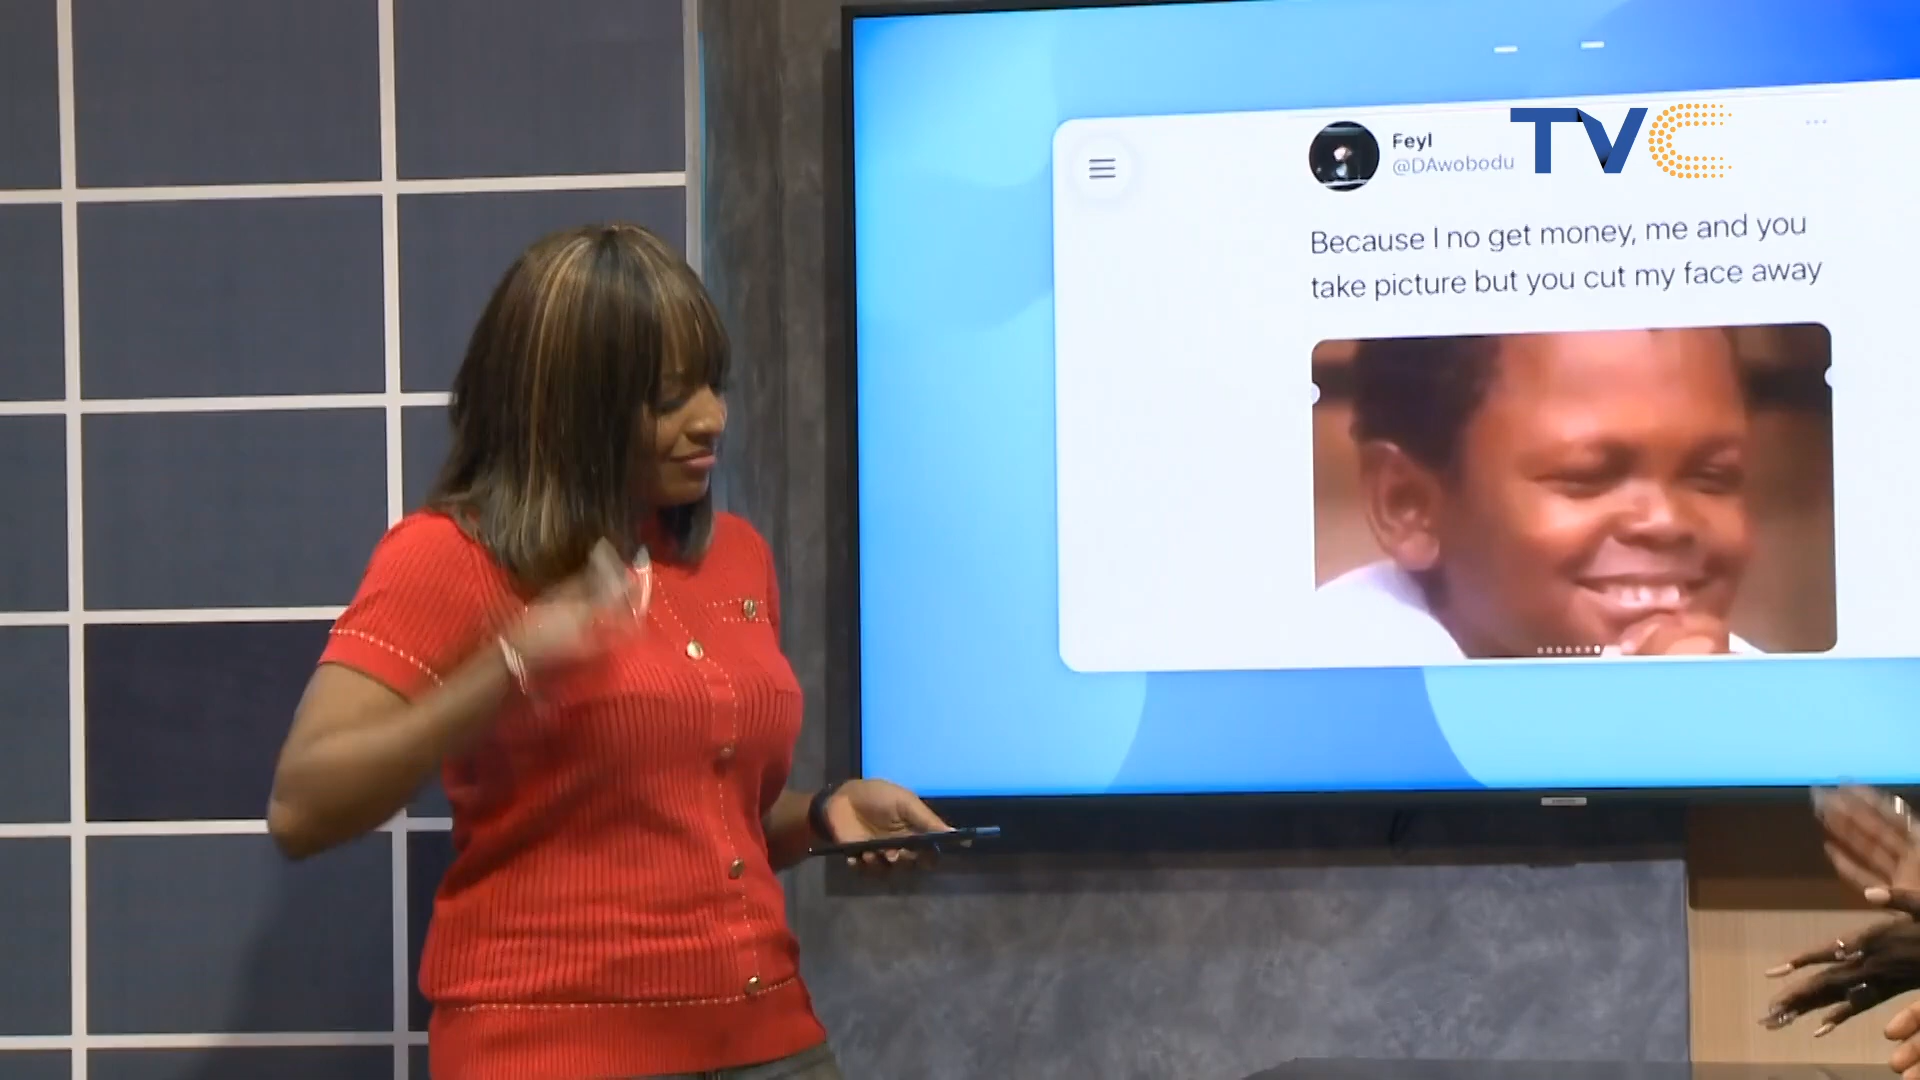 TVC
Feyl
@DAwobodu
Because I no get money, me and you
take picture but you cut my face away